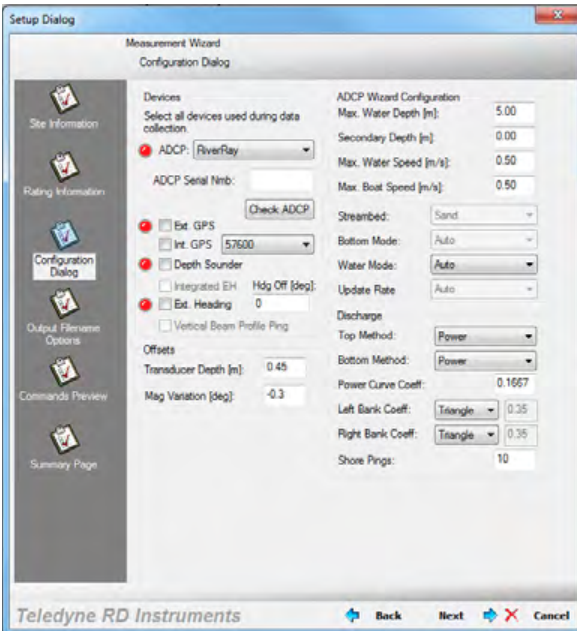 Setup Dialog
Measurement Wizard
Configuration Dialog
Site Information
Rating Information
Configuration
Dialog
Output Filename
Options
Commands Preview
Summary Page
Devices
Select all devices used during data
collection.
ADCP: RiverRay
ADCP Serial Nmb:
Check ADCP
Ext. GPS
Int. GPS 57600
Depth Sounder
Integrated EH Hdg Off [deg]:
Ext. Heading 0
Vertical Beam Profile Ping
Offsets
Transducer Depth [m]: 0.45
Mag Variation [deg]: -0.3
ADCP Wizard Configuration
Max. Water Depth [m]: 5.00
Secondary Depth [m]: 0.00
Max. Water Speed [m/s]: 0.50
Max. Boat Speed [m/s]: 0.50
Streambed: Sand
Bottom Mode: Auto
Water Mode: Auto
Update Rate Auto
Discharge
Top Method: Power
Bottom Method: Power
Power Curve Coeff: 0.1667
Left Bank Coeff: Triangle 0.35
Right Bank Coeff: Triangle 0.35
Shore Pings: 10
Teledyne RD Instruments
Back Next Cancel